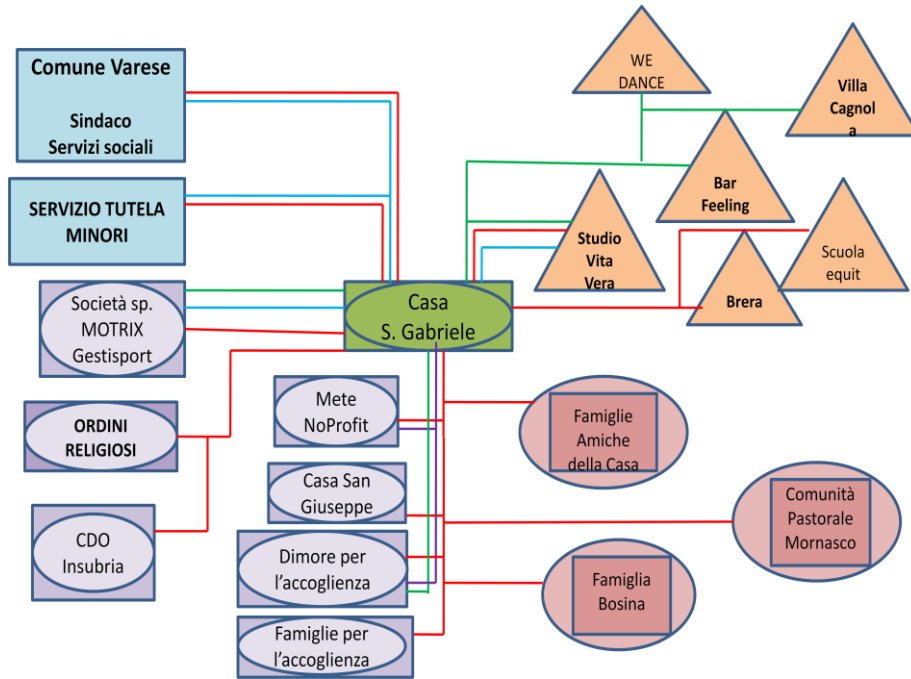 Comune Varese
Sindaco
Servizi sociali
SERVIZIO TUTELA
MINORI
Società sp.
MOTRIX
Gestisport
ORDINI
RELIGIOSI
CDO
Insubria
Casa
S. Gabriele
WE
DANCE
Villa
Cagnol
a
Bar
Feeling
Studio
Vita
Vera
Scuola
equit
Brera
Mete
NoProfit
Casa San
Giuseppe
Dimore per
l’accoglienza
Famiglie per
l’accoglienza
Famiglie
Amiche
della Casa
Comunità
Pastorale
Mornasco
Famiglia
Bosina